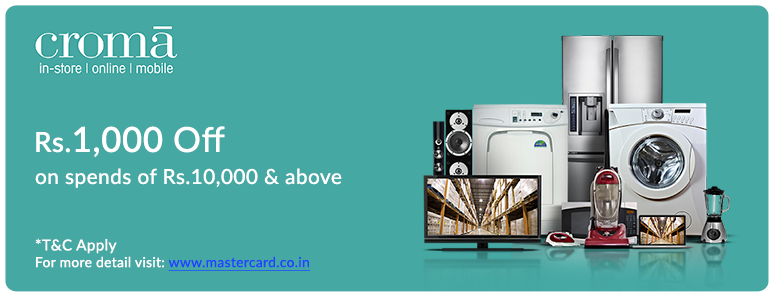 cromā
in-store | online | mobile
Rs.1,000 Off
on spends of Rs.10,000 & above
*T&C Apply
For more detail visit: www.mastercard.co.in